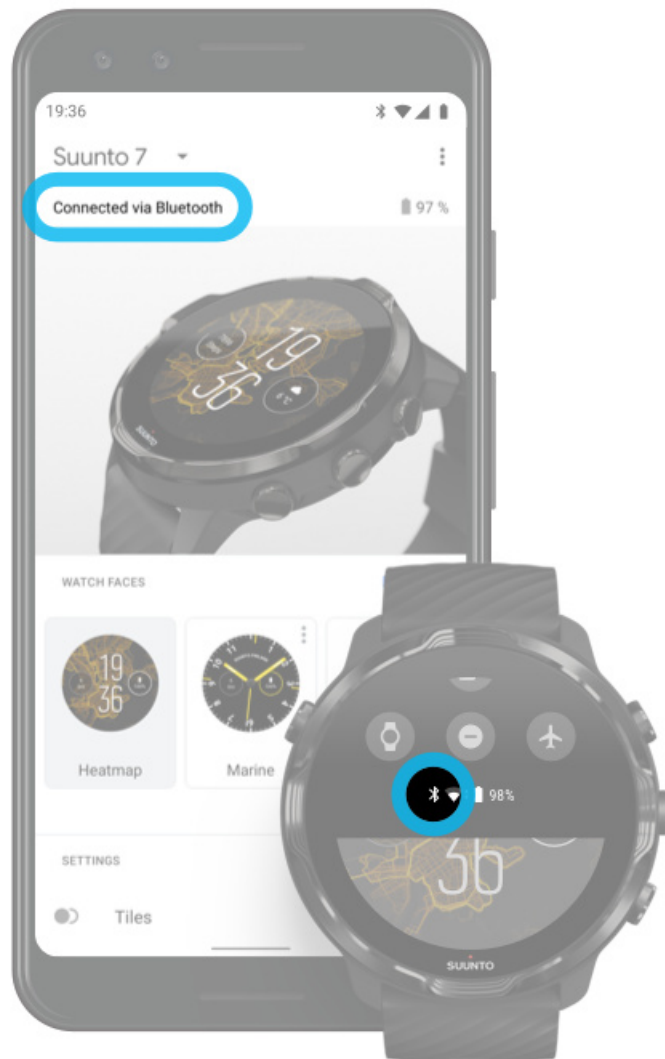 19:36
Suunto 7
Connected via Bluetooth
97 %
19
36
SUUNTO
WATCH FACES
19
36
Heatmap
Marine
98%
36
SUUNTO
SETTINGS
Tiles